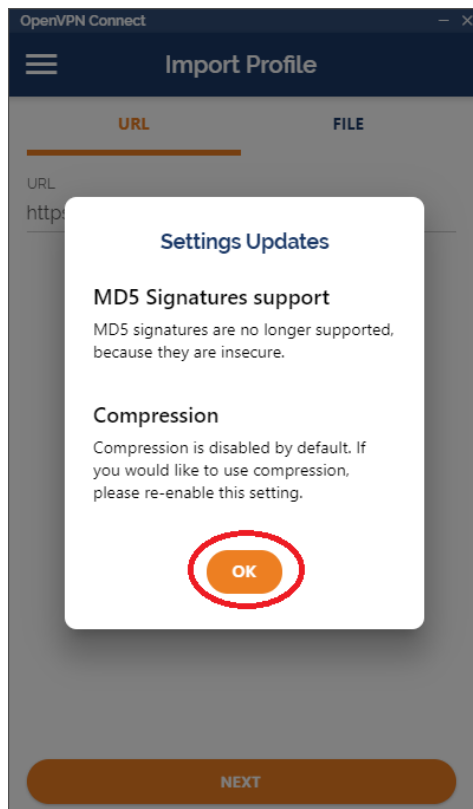 OpenVPN Connect
Import Profile
URL
FILE
URL
http
Settings Updates
MD5 Signatures support
MD5 signatures are no longer supported,
because they are insecure.
Compression
Compression is disabled by default. If
you would like to use compression,
please re-enable this setting.
OK
NEXT